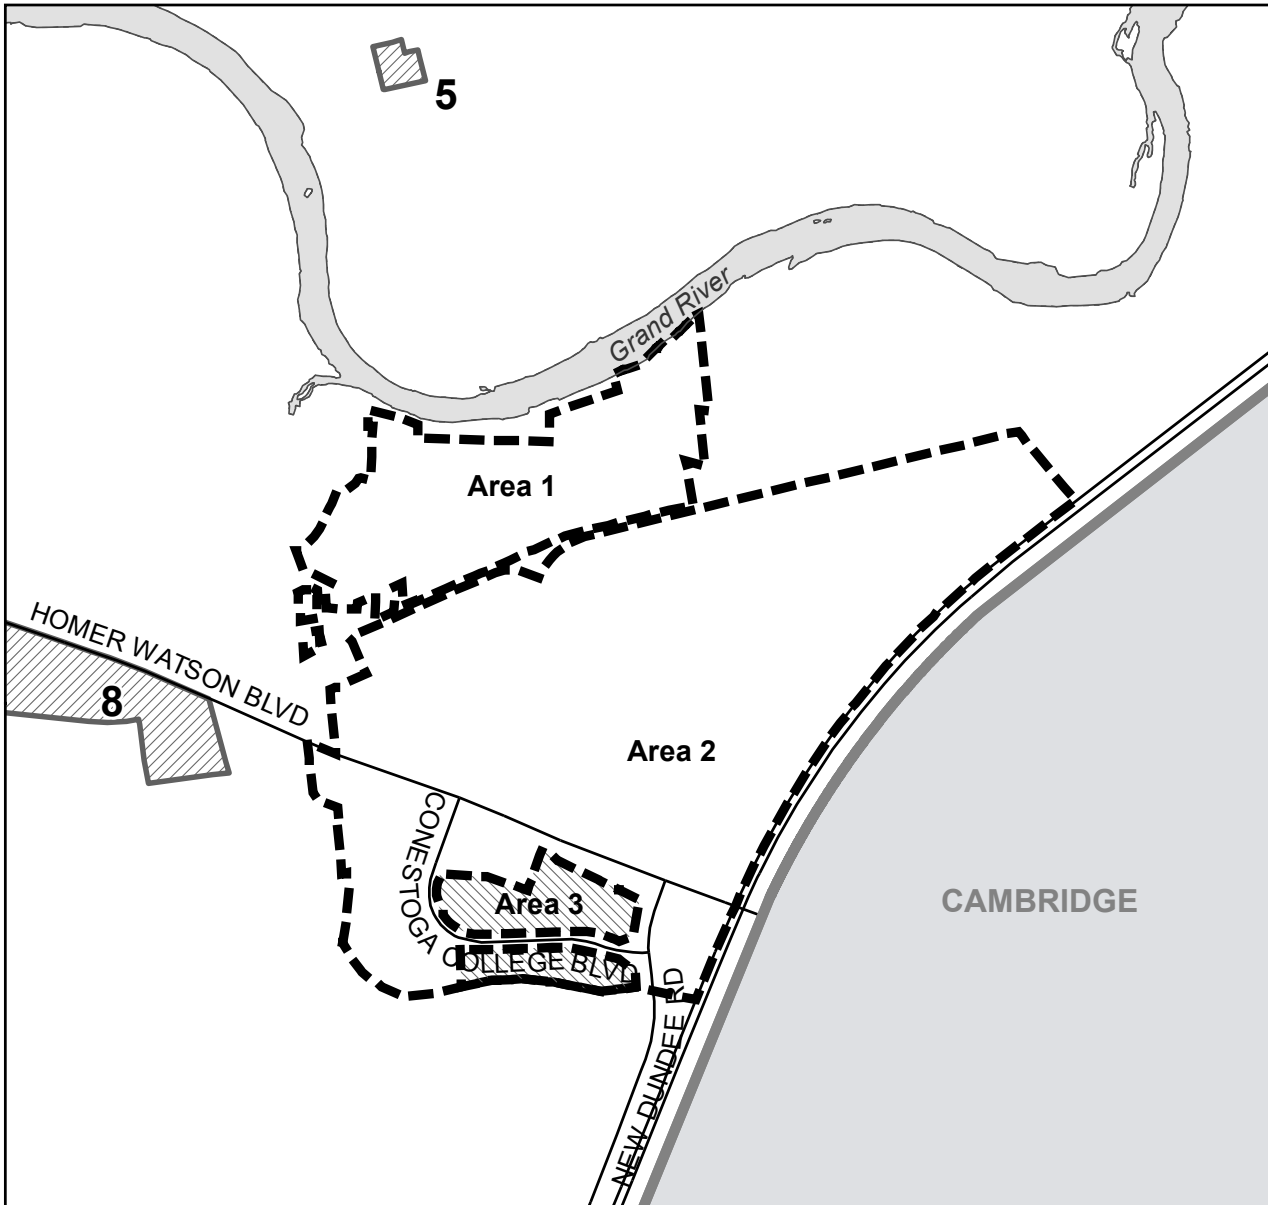 5
Grand River
Area 1
HOMER WATSON BLVD
8
Area 2
CONESTOGA COLLEGE BLVD
Area 3
CAMBRIDGE
NEW DUNDEE RD